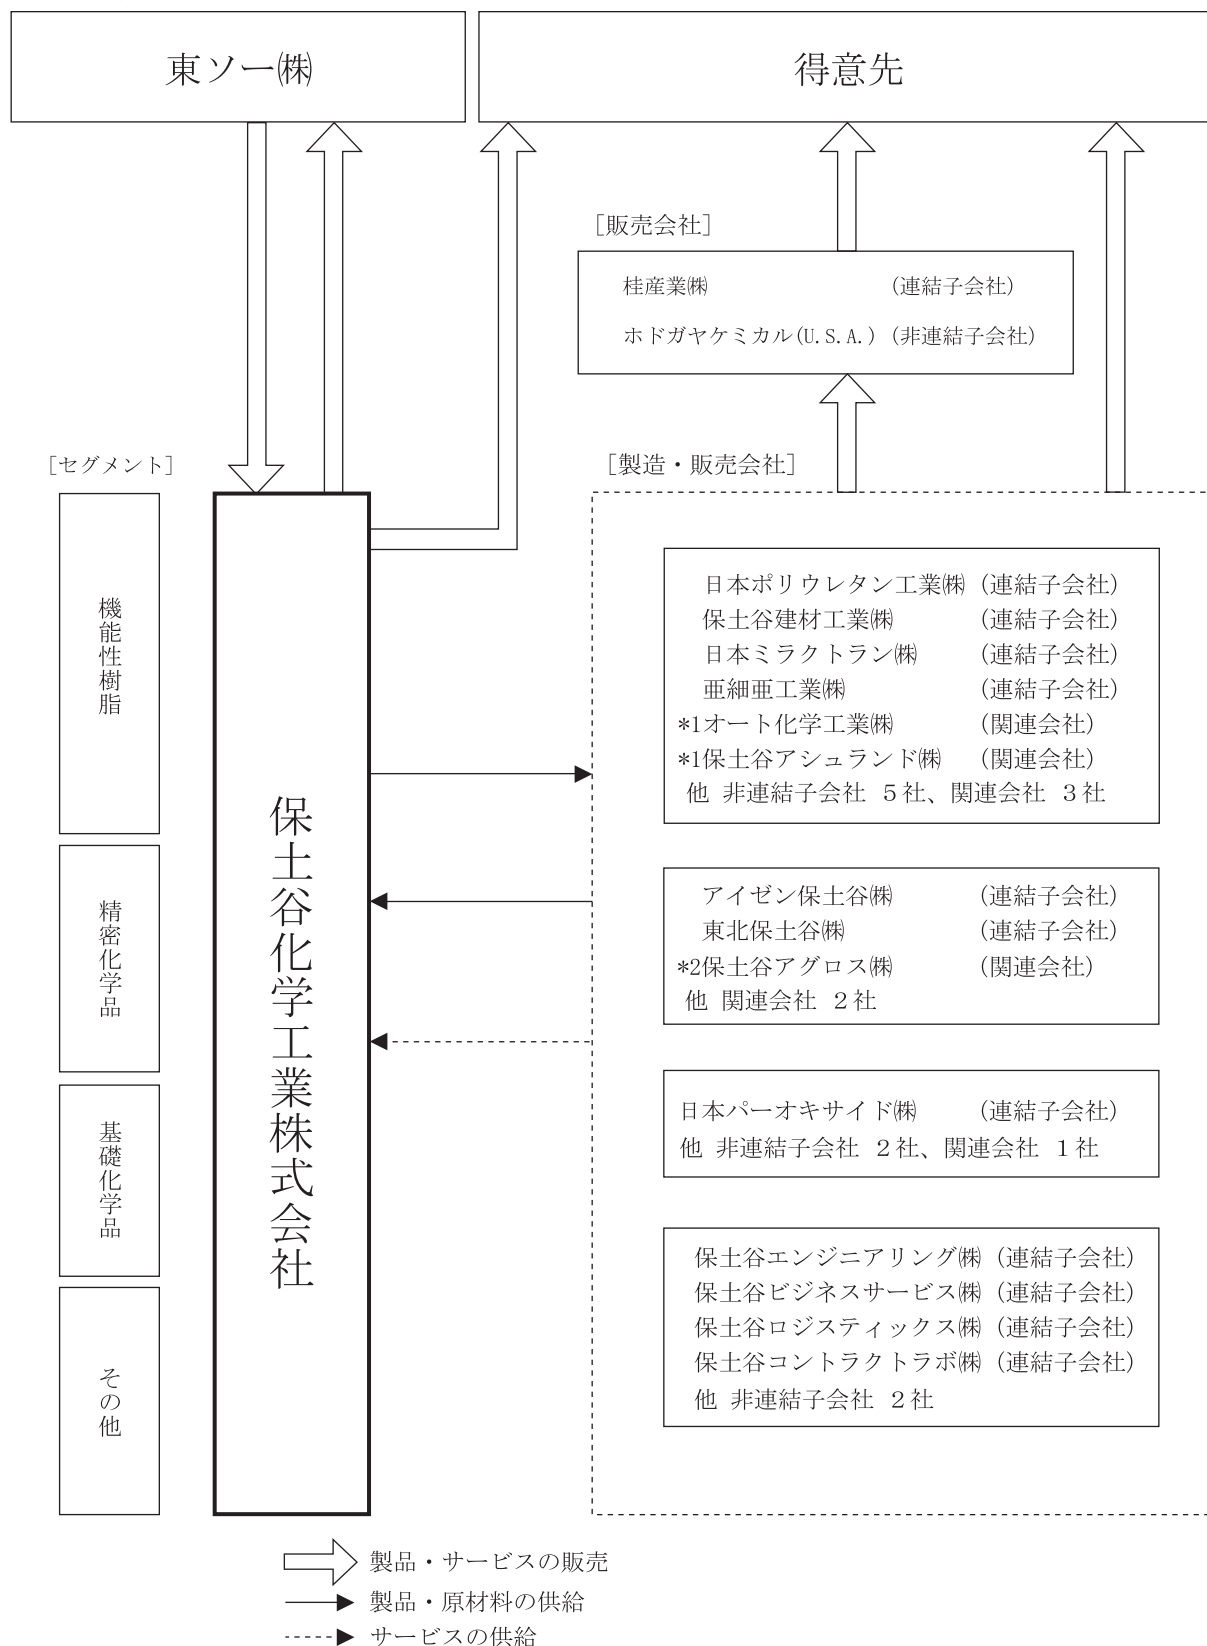 東ソー㈱
得意先
［販売会社］
桂産業㈱ （連結子会社）
ホドガヤケミカル(U.S.A.) （非連結子会社）
［セグメント］
［製造・販売会社］
機能性樹脂
精密化学品
基礎化学品
その他
保土谷化学工業株式会社
日本ポリウレタン工業㈱ （連結子会社）
保土谷建材工業㈱ （連結子会社）
日本ミラクトラン㈱ （連結子会社）
亜細亜工業㈱ （連結子会社）
*1オート化学工業㈱ （関連会社）
*1保土谷アシュランド㈱ （関連会社）
他 非連結子会社 ５社、関連会社 ３社
アイゼン保土谷㈱ （連結子会社）
東北保土谷㈱ （連結子会社）
*2保土谷アグロス㈱ （関連会社）
他 関連会社 ２社
日本パーオキサイド㈱ （連結子会社）
他 非連結子会社 ２社、関連会社 １社
保土谷エンジニアリング㈱（連結子会社）
保土谷ビジネスサービス㈱（連結子会社）
保土谷ロジスティックス㈱（連結子会社）
保土谷コントラクトラボ㈱（連結子会社）
他 非連結子会社 ２社
製品・サービスの販売
製品・原材料の供給
サービスの供給